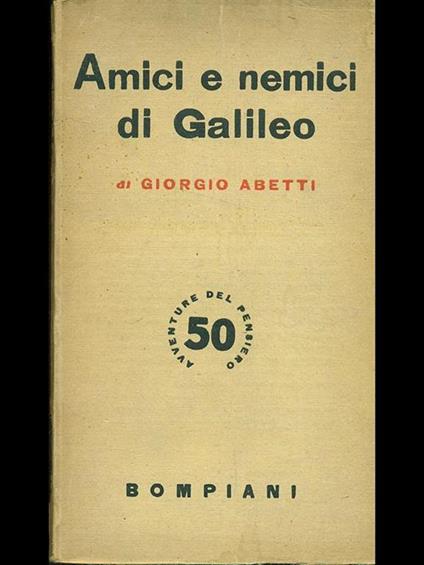 Amici e nemici
di Galileo
di GIORGIO ABETTI
AVVENTURE DEL PENSIERO
50
BOMPIANI